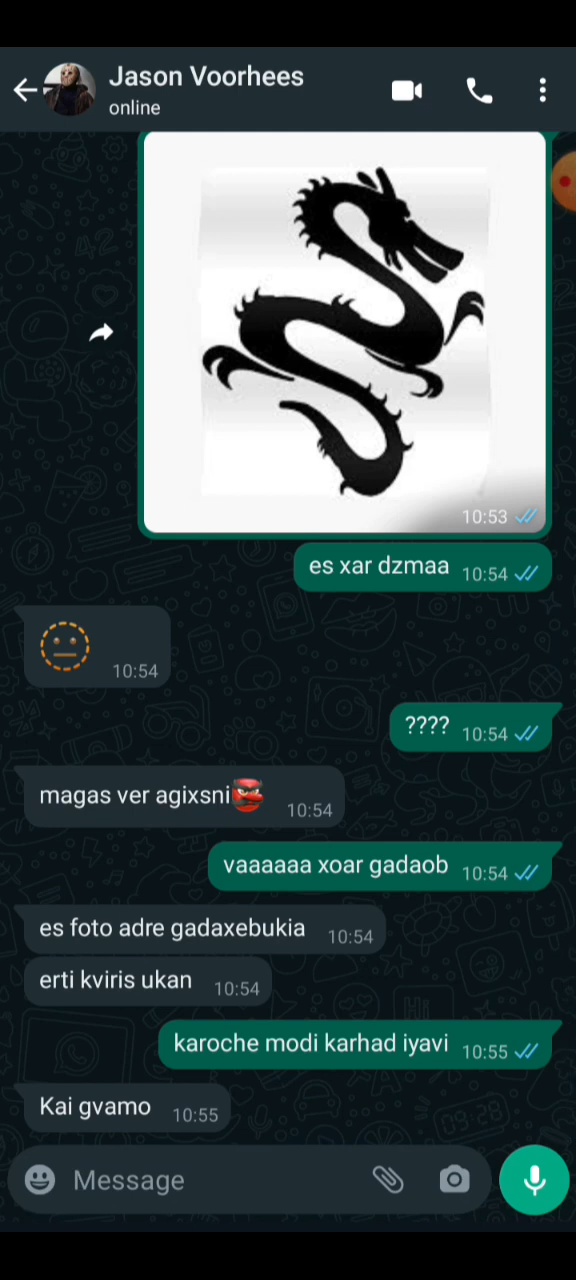 Jason Voorhees
online
10:53
es xar dzmaa 10:54
10:54
???? 10:54
magas ver agixsni 10:54
vaaaaaa xoar gadaob 10:54
es foto adre gadaxebukia 10:54
erti kviris ukan 10:54
karoche modi karhad iyavi 10:55
Kai gvamo 10:55
Message